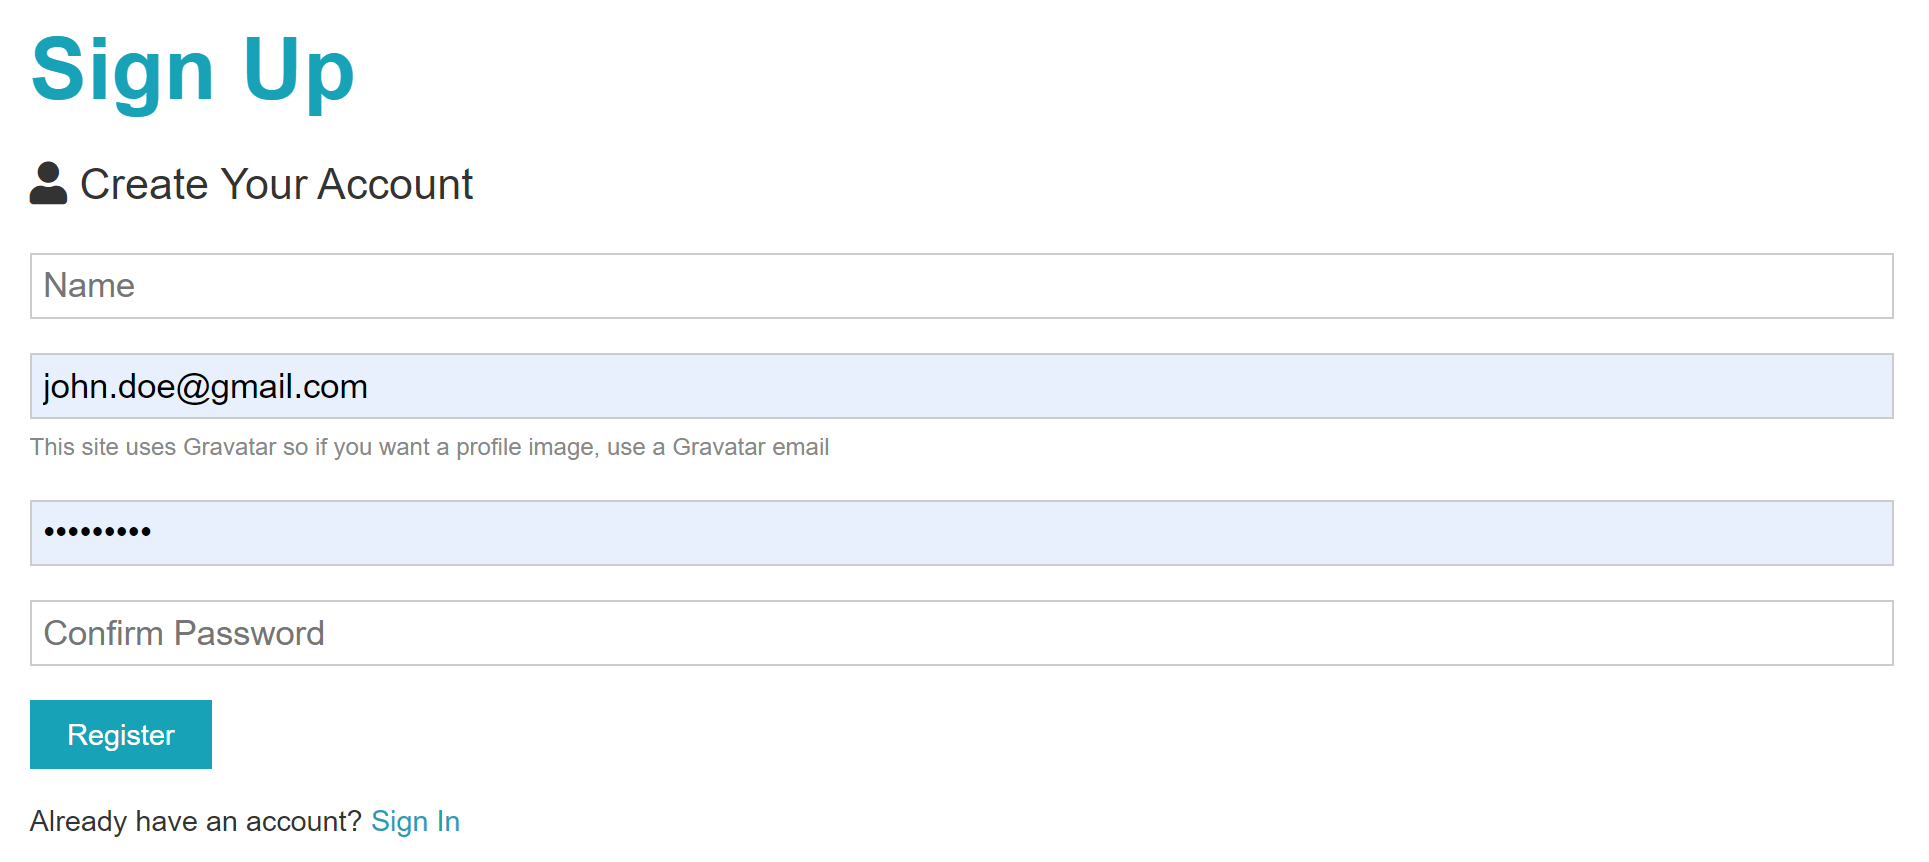 Sign Up
Create Your Account
Name
john.doe@gmail.com
This site uses Gravatar so if you want a profile image, use a Gravatar email
•••••••••
Confirm Password
Register
Already have an account? Sign In